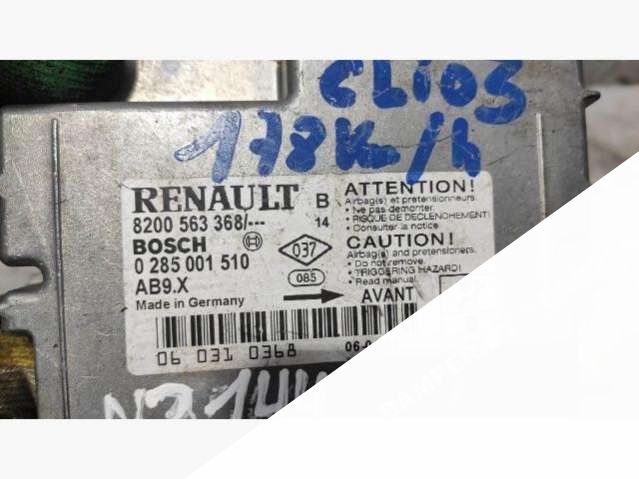 CLIO3
178Km/h
RENAULT B
8200 563 368/--- 14
BOSCH
037
0 285 001 510
085
AB9.X
Made in Germany
06 031 0368
06-0
ATTENTION!
Airbag(s) et pretensionneurs
• Ne pas demonter.
• RISQUE DE DECLENCHEMENT!
• Consulter la notice.
CAUTION!
Airbag(s) and pretensioners.
• Do not remove.
• TRIGGERING HAZARD!
• Read manual.
AVANT